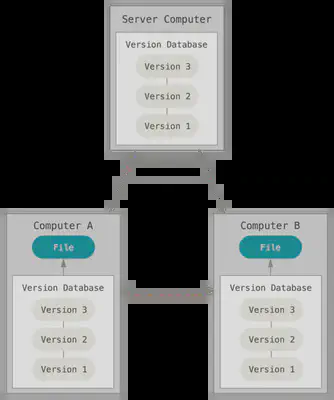 Server Computer
Version Database
Version 3
Version 2
Version 1
Computer A
File
Version Database
Version 3
Version 2
Version 1
Computer B
File
Version Database
Version 3
Version 2
Version 1